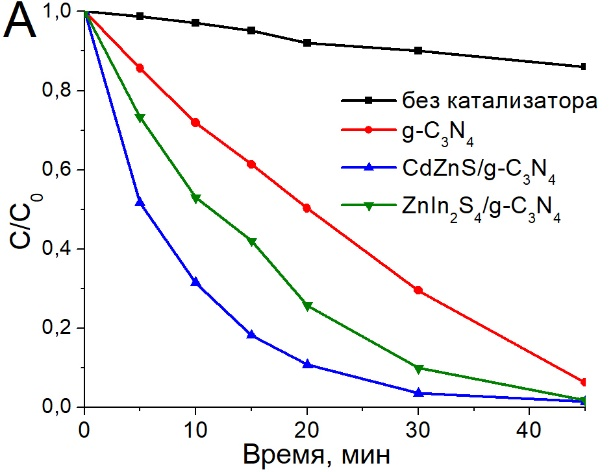 А
1,0
0,8
0,6
0,4
0,2
0,0
C/C0
без катализатора
g-C3N4
CdZnS/g-C3N4
ZnIn2S4/g-C3N4
0 10 20 30 40
Время, мин